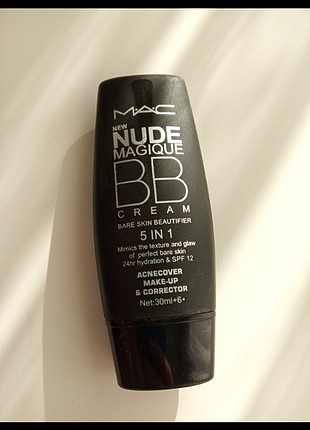 M·A·C
NEW
NUDE
MAGIQUE
BB
CREAM
BARE SKIN BEAUTIFIER
5 IN 1
Mimics the texture and glow
of perfect bare skin
24hr hydration & SPF 12
ACNECOVER
MAKE-UP
& CORRECTOR
Net:30ml+6+